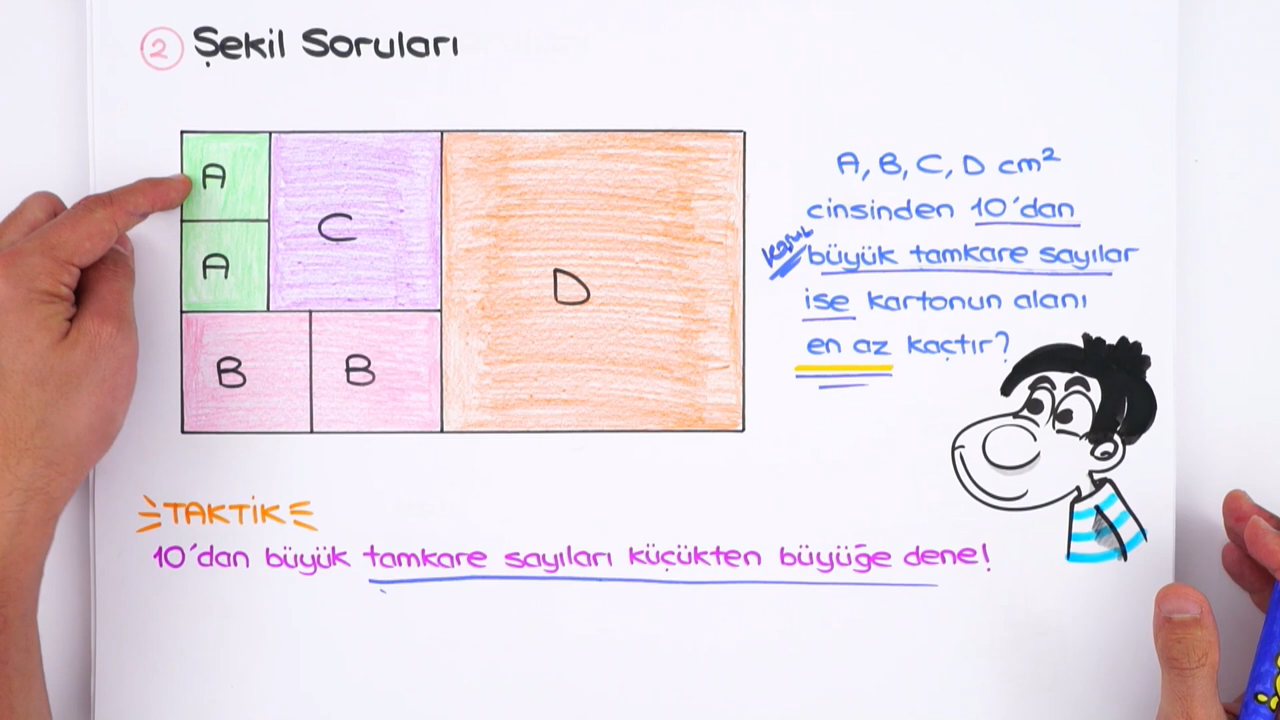 2 Şekil Soruları
A
C
A
D
B
B
A, B, C, D cm²
cinsinden 10'dan
büyük tamkare sayılar
ise kartonun alanı
en az kaçtır?
TAKTİK
10'dan büyük tamkare sayıları küçükten büyüğe dene!